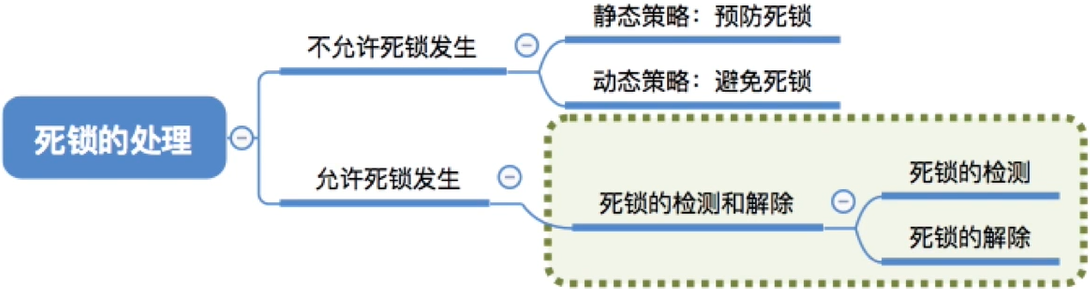 死锁的处理
不允许死锁发生
静态策略：预防死锁
动态策略：避免死锁
允许死锁发生
死锁的检测和解除
死锁的检测
死锁的解除